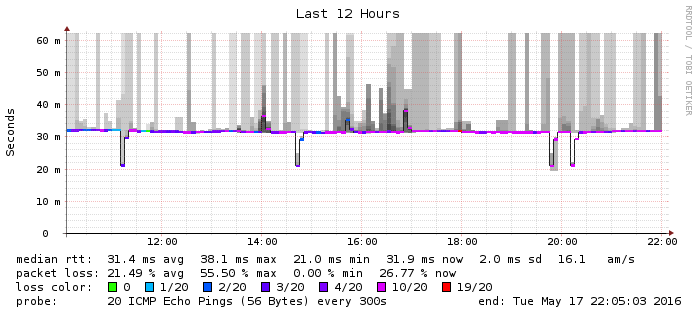 Last 12 Hours
RRDTOOL / TOBI OETIKER
Seconds
60 m
50 m
40 m
30 m
20 m
10 m
0
12:00 14:00 16:00 18:00 20:00 22:00
median rtt: 31.4 ms avg 38.1 ms max 21.0 ms min 31.9 ms now 2.0 ms sd 16.1 am/s
packet loss: 21.49 % avg 55.50 % max 0.00 % min 26.77 % now
loss color: 0 1/20 2/20 3/20 4/20 10/20 19/20
probe: 20 ICMP Echo Pings (56 Bytes) every 300s end: Tue May 17 22:05:03 2016